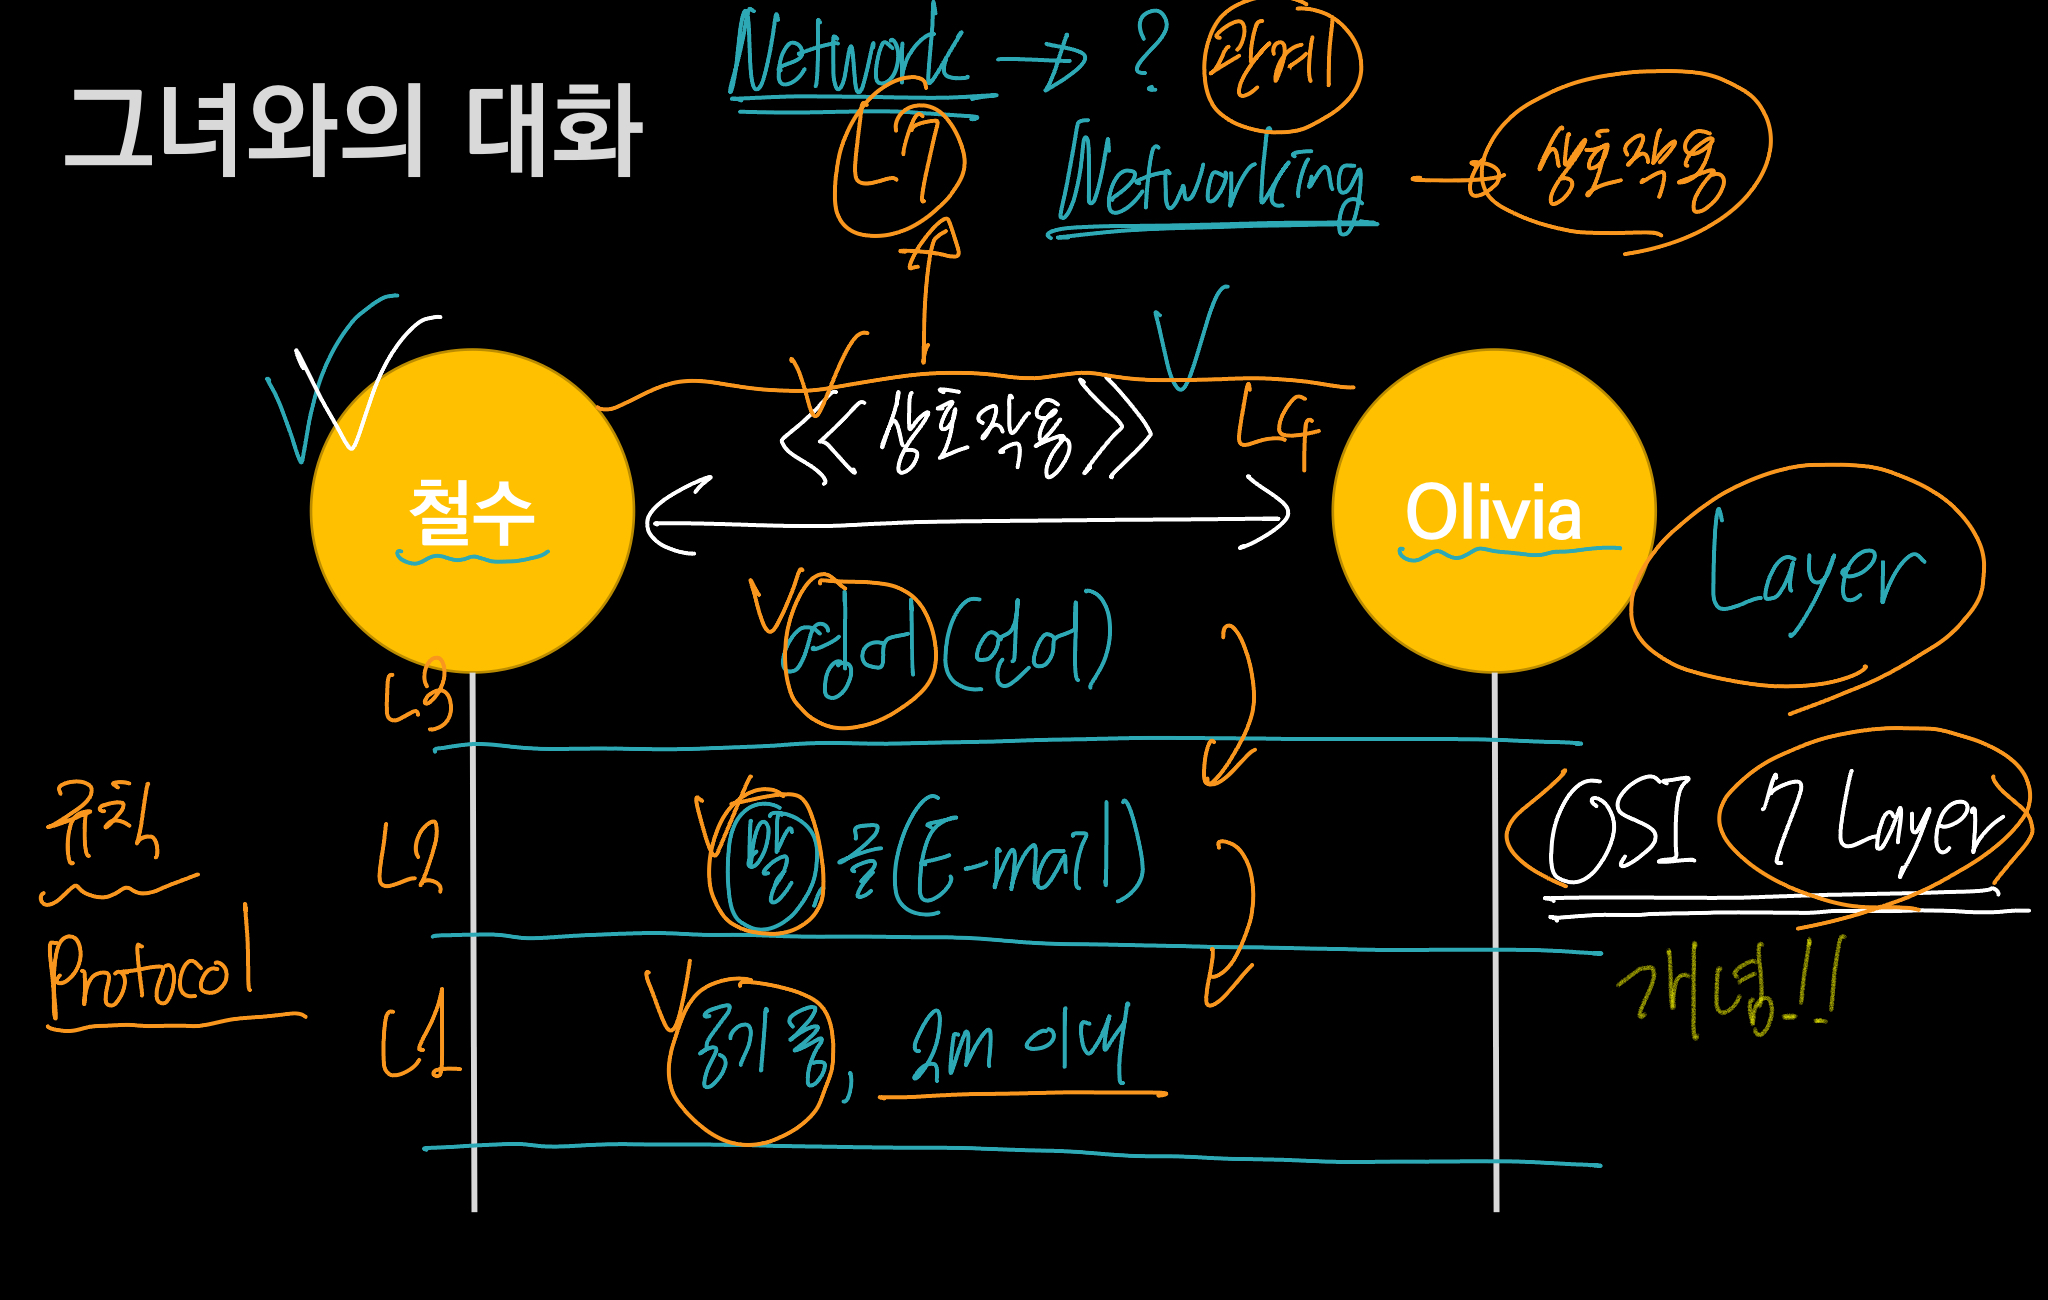 Network → ? 관계
그녀와의 대화
L7
Networking → 상호작용
<<상호작용>>
L4
철수
Olivia
Layer
영어(언어)
L3
규칙
L2
말, 글(E-mail)
OSI 7 Layer
Protocol
L1
공기 중, 2m 이내
개념!!